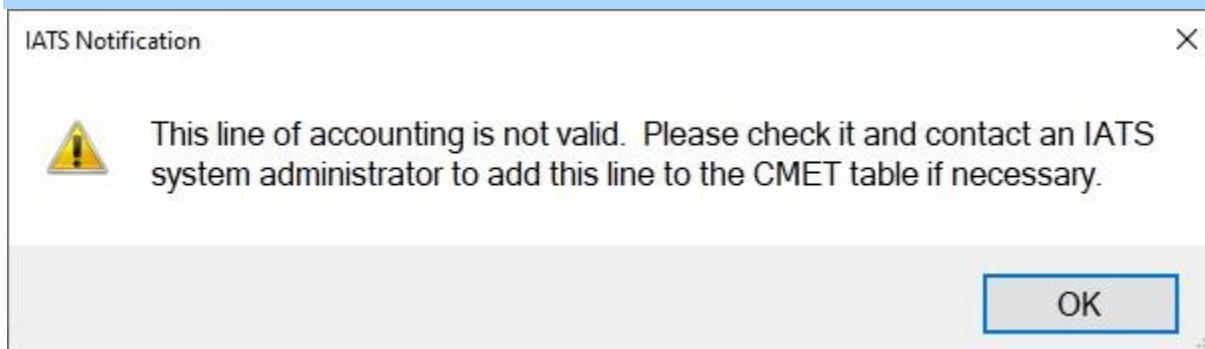 IATS Notification
This line of accounting is not valid.  Please check it and contact an IATS
system administrator to add this line to the CMET table if necessary.
OK